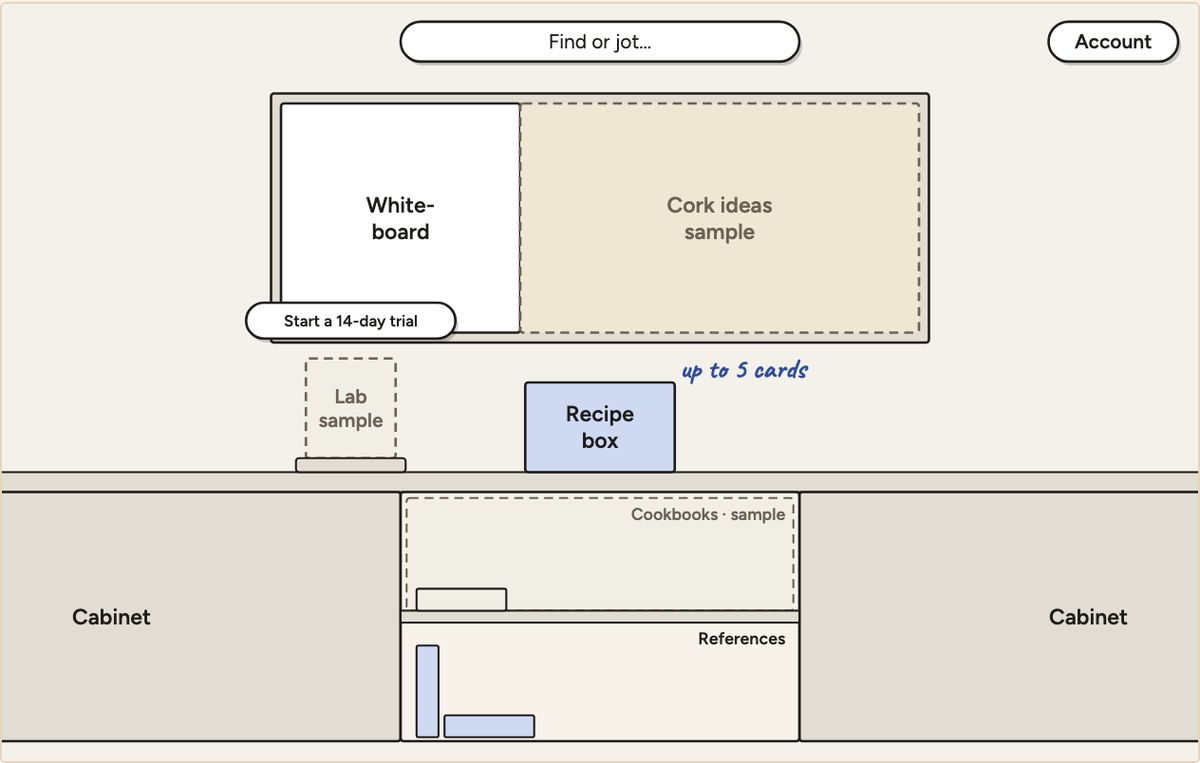 Find or jot...
Account
White-
board
Cork ideas
sample
Start a 14-day trial
up to 5 cards
Lab
sample
Recipe
box
Cookbooks · sample
Cabinet
Cabinet
References